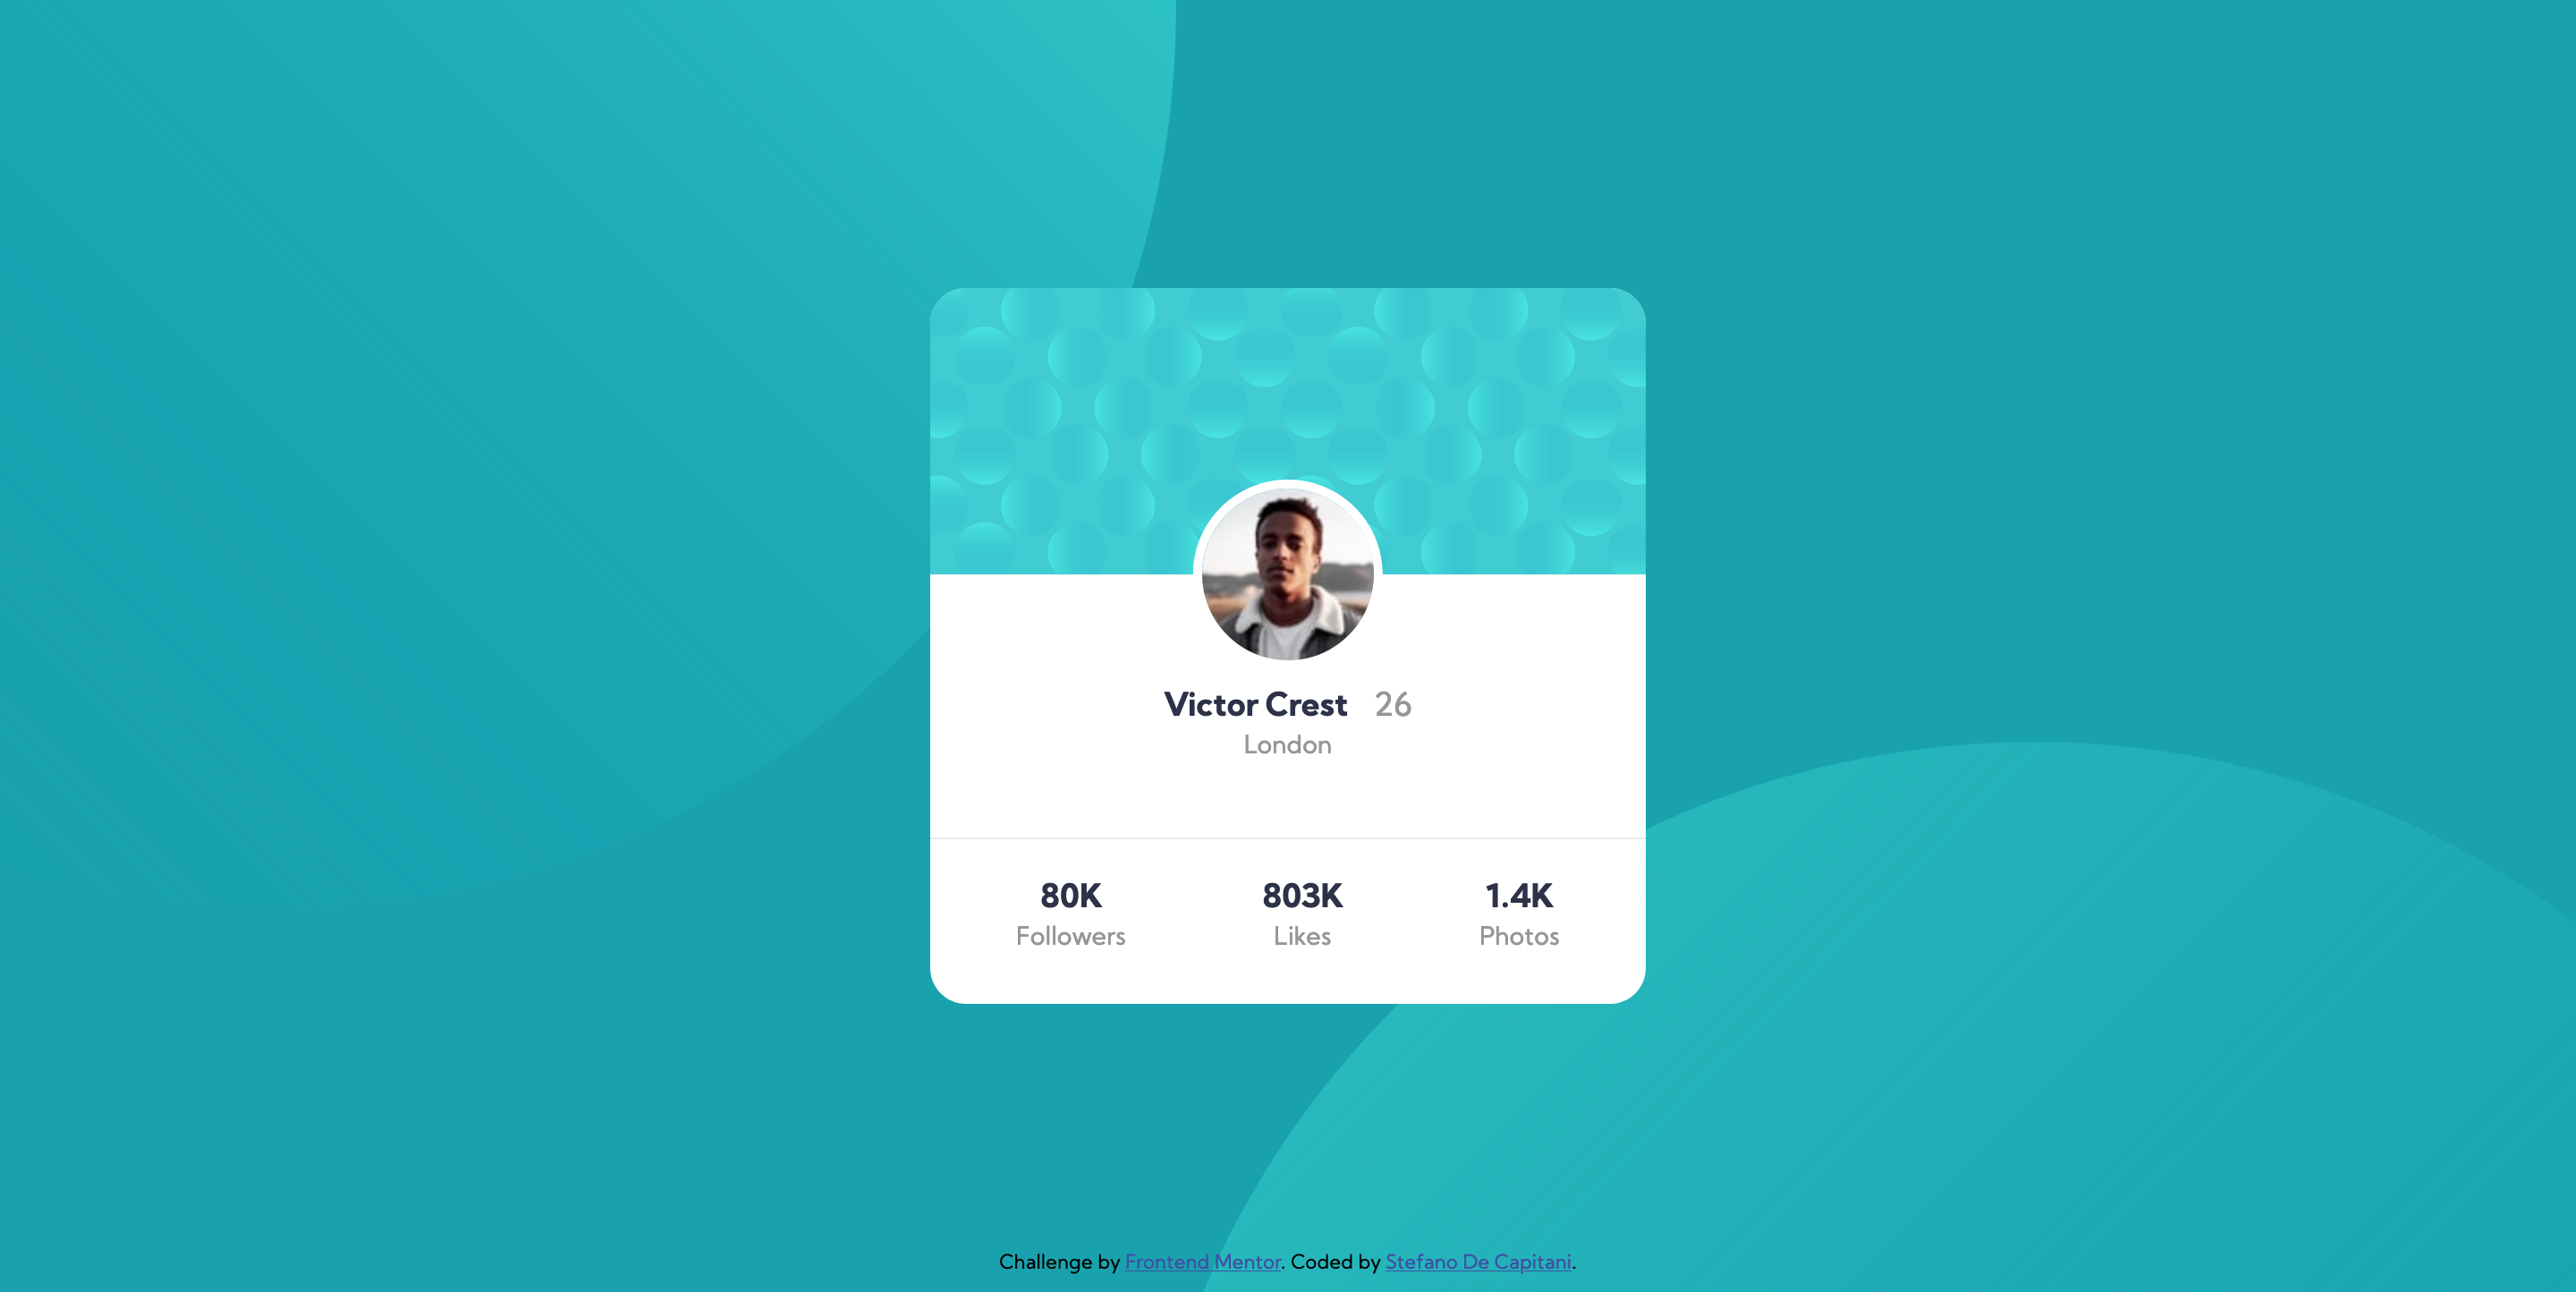 Victor Crest 26
London
80K 803K 1.4K
Followers Likes Photos
Challenge by Frontend Mentor. Coded by Stefano De Capitani.